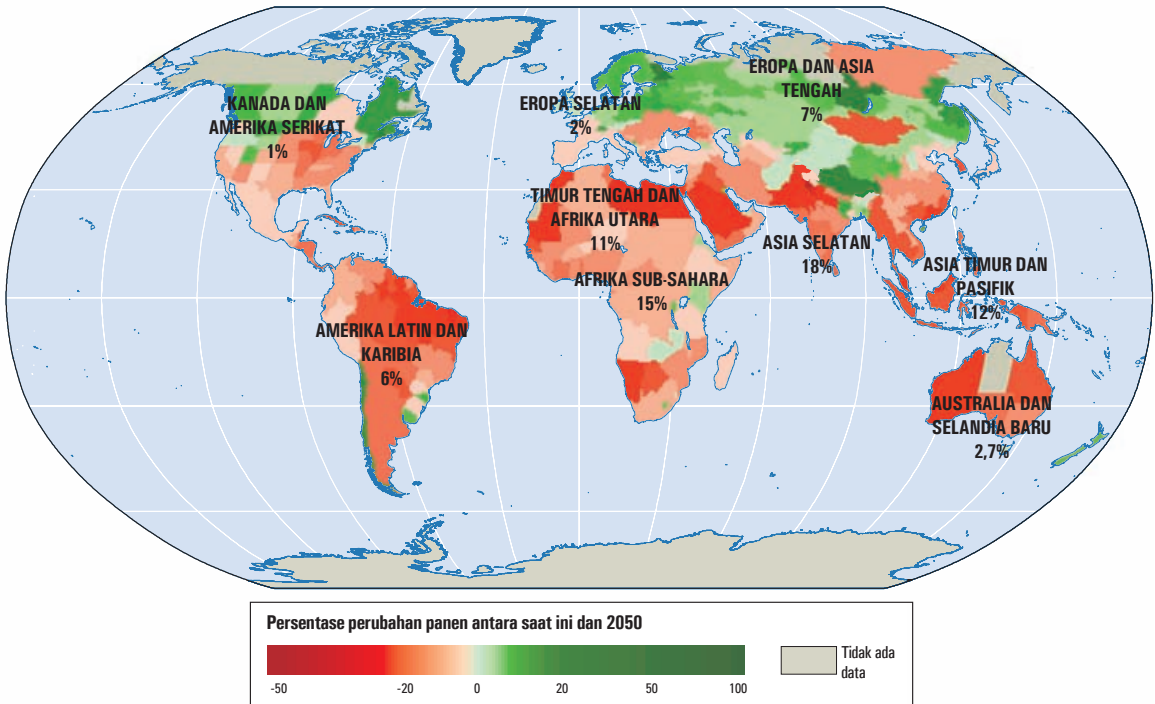 KANADA DAN
AMERIKA SERIKAT
1%
EROPA SELATAN
2%
EROPA DAN ASIA
TENGAH
7%
TIMUR TENGAH DAN
AFRIKA UTARA
11%
ASIA SELATAN
18%
AFRIKA SUB-SAHARA
15%
ASIA TIMUR DAN
PASIFIK
12%
AMERIKA LATIN DAN
KARIBIA
6%
AUSTRALIA DAN
SELANDIA BARU
2,7%
Persentase perubahan panen antara saat ini dan 2050
-50 -20 0 20 50 100
Tidak ada
data